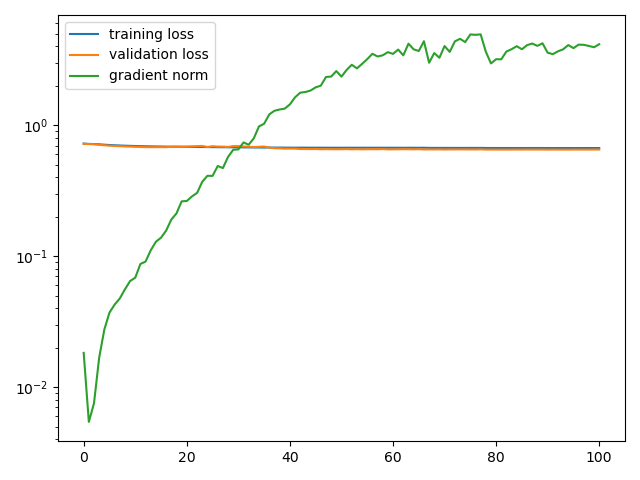 training loss
validation loss
gradient norm
10⁰
10⁻¹
10⁻²
0 20 40 60 80 100